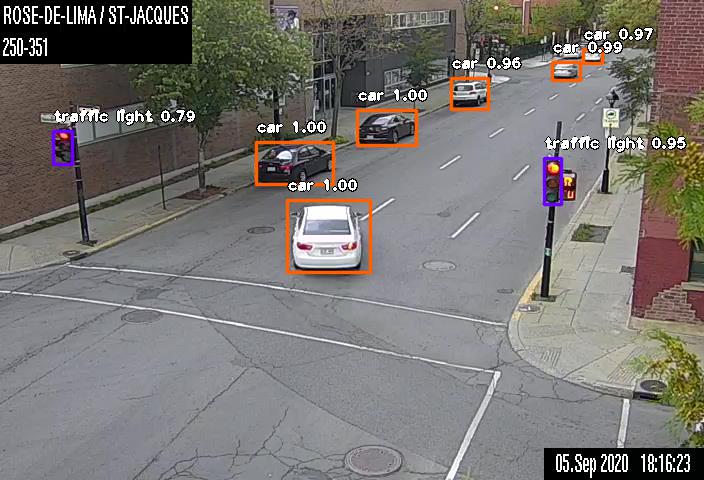 ROSE-DE-LIMA / ST-JACQUES
250-351
car 0.97
car 0.99
car 0.96
car 1.00
traffic light 0.79
car 1.00
traffic light 0.95
car 1.00
05.Sep 2020 18:16:23